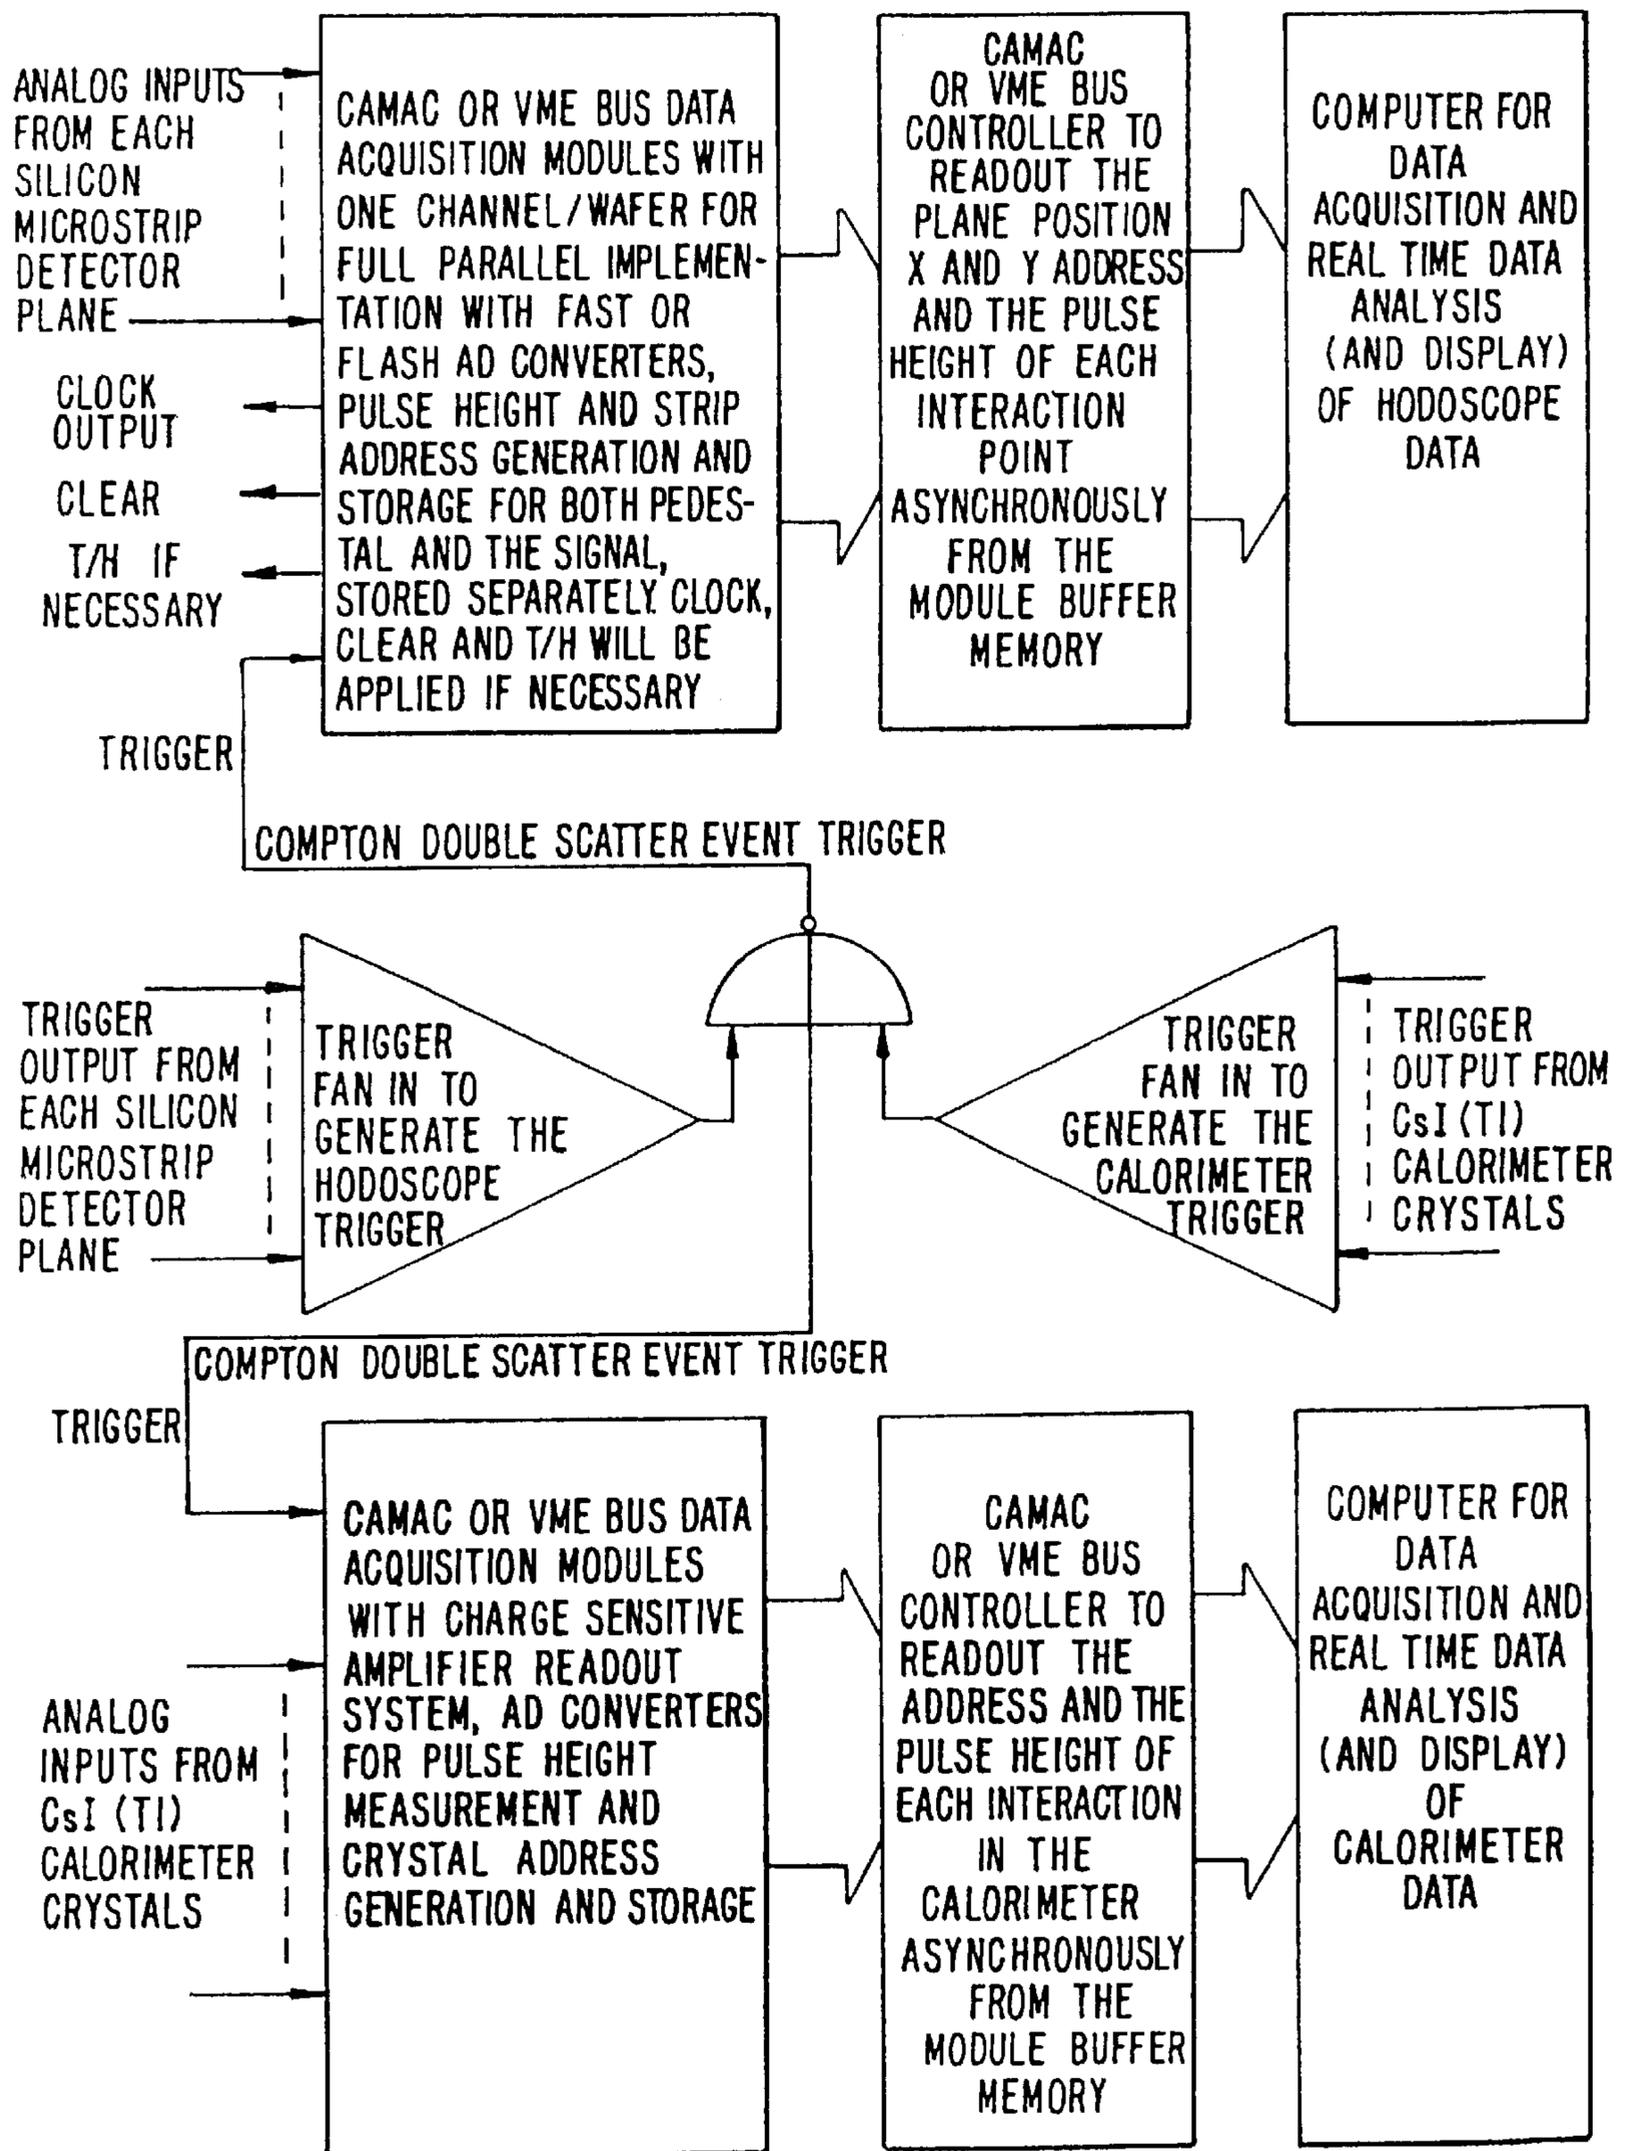 ANALOG INPUTS
FROM EACH
SILICON
MICROSTRIP
DETECTOR
PLANE
CLOCK
OUTPUT
CLEAR
T/H IF
NECESSARY
TRIGGER
CAMAC OR VME BUS DATA
ACQUISITION MODULES WITH
ONE CHANNEL/WAFER FOR
FULL PARALLEL IMPLEMEN-
TATION WITH FAST OR
FLASH AD CONVERTERS,
PULSE HEIGHT AND STRIP
ADDRESS GENERATION AND
STORAGE FOR BOTH PEDES-
TAL AND THE SIGNAL,
STORED SEPARATELY. CLOCK,
CLEAR AND T/H WILL BE
APPLIED IF NECESSARY
CAMAC
OR VME BUS
CONTROLLER TO
READOUT THE
PLANE POSITION
X AND Y ADDRESS
AND THE PULSE
HEIGHT OF EACH
INTERACTION
POINT
ASYNCHRONOUSLY
FROM THE
MODULE BUFFER
MEMORY
COMPUTER FOR
DATA
ACQUISITION AND
REAL TIME DATA
ANALYSIS
(AND DISPLAY)
OF HODOSCOPE
DATA
COMPTON DOUBLE SCATTER EVENT TRIGGER
TRIGGER
OUTPUT FROM
EACH SILICON
MICROSTRIP
DETECTOR
PLANE
TRIGGER
FAN IN TO
GENERATE THE
HODOSCOPE
TRIGGER
TRIGGER
FAN IN TO
GENERATE THE
CALORIMETER
TRIGGER
TRIGGER
OUTPUT FROM
CsI (Tl)
CALORIMETER
CRYSTALS
COMPTON DOUBLE SCATTER EVENT TRIGGER
TRIGGER
ANALOG
INPUTS FROM
CsI (Tl)
CALORIMETER
CRYSTALS
CAMAC OR VME BUS DATA
ACQUISITION MODULES
WITH CHARGE SENSITIVE
AMPLIFIER READOUT
SYSTEM, AD CONVERTERS
FOR PULSE HEIGHT
MEASUREMENT AND
CRYSTAL ADDRESS
GENERATION AND STORAGE
CAMAC
OR VME BUS
CONTROLLER TO
READOUT THE
ADDRESS AND THE
PULSE HEIGHT OF
EACH INTERACTION
IN THE
CALORIMETER
ASYNCHRONOUSLY
FROM THE
MODULE BUFFER
MEMORY
COMPUTER FOR
DATA
ACQUISITION AND
REAL TIME DATA
ANALYSIS
(AND DISPLAY)
OF
CALORIMETER
DATA